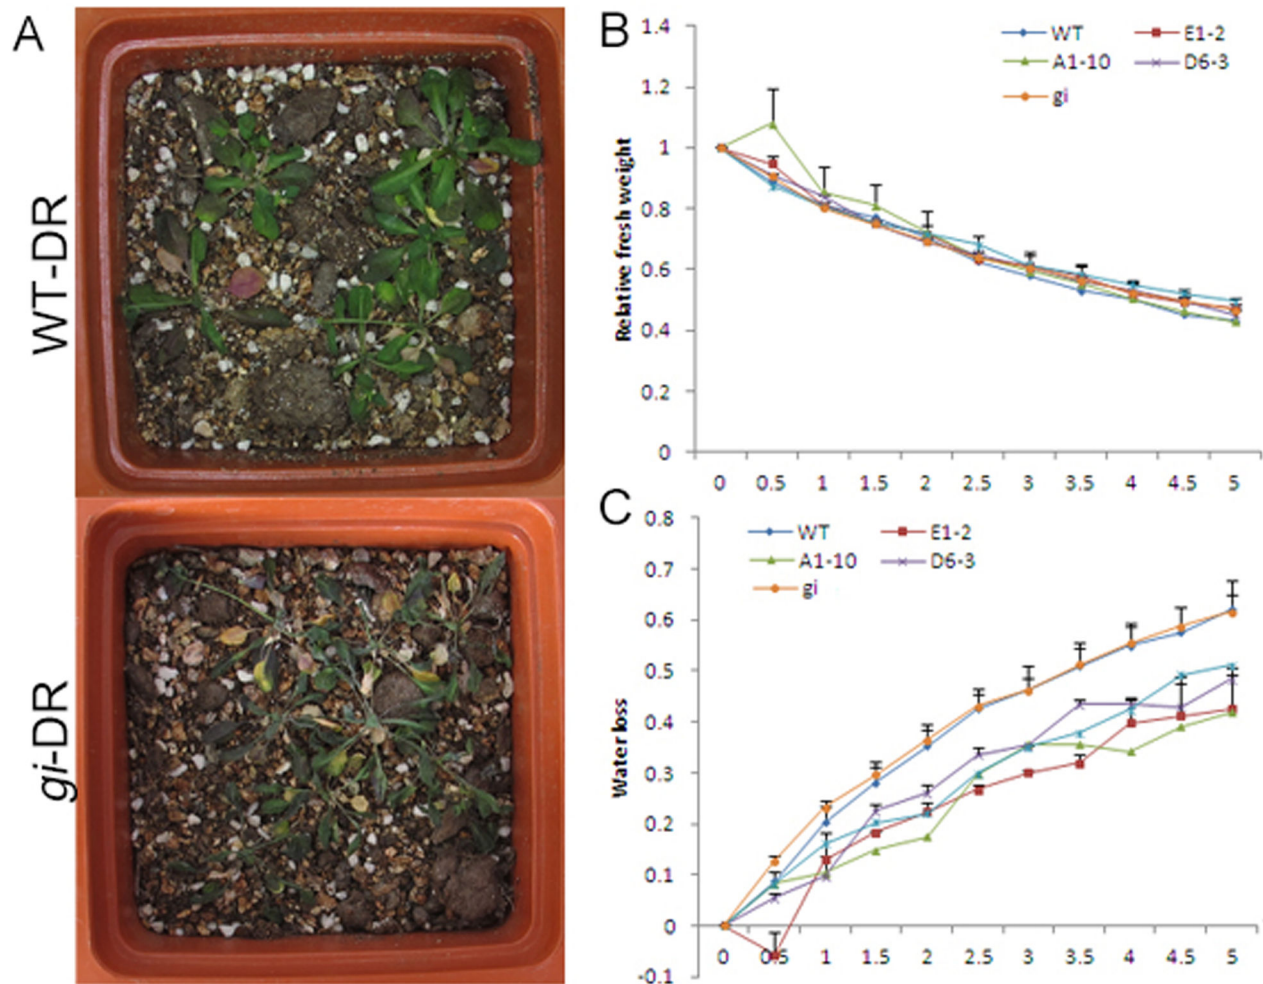 A
WT-DR
gi-DR
B
WT E1-2
A1-10 D6-3
gi
Relative fresh weight
1.4
1.2
1
0.8
0.6
0.4
0.2
0
0 0.5 1 1.5 2 2.5 3 3.5 4 4.5 5
C
WT E1-2
A1-10 D6-3
gi
Water loss
0.8
0.7
0.6
0.5
0.4
0.3
0.2
0.1
0
-0.1
0 0.5 1 1.5 2 2.5 3 3.5 4 4.5 5